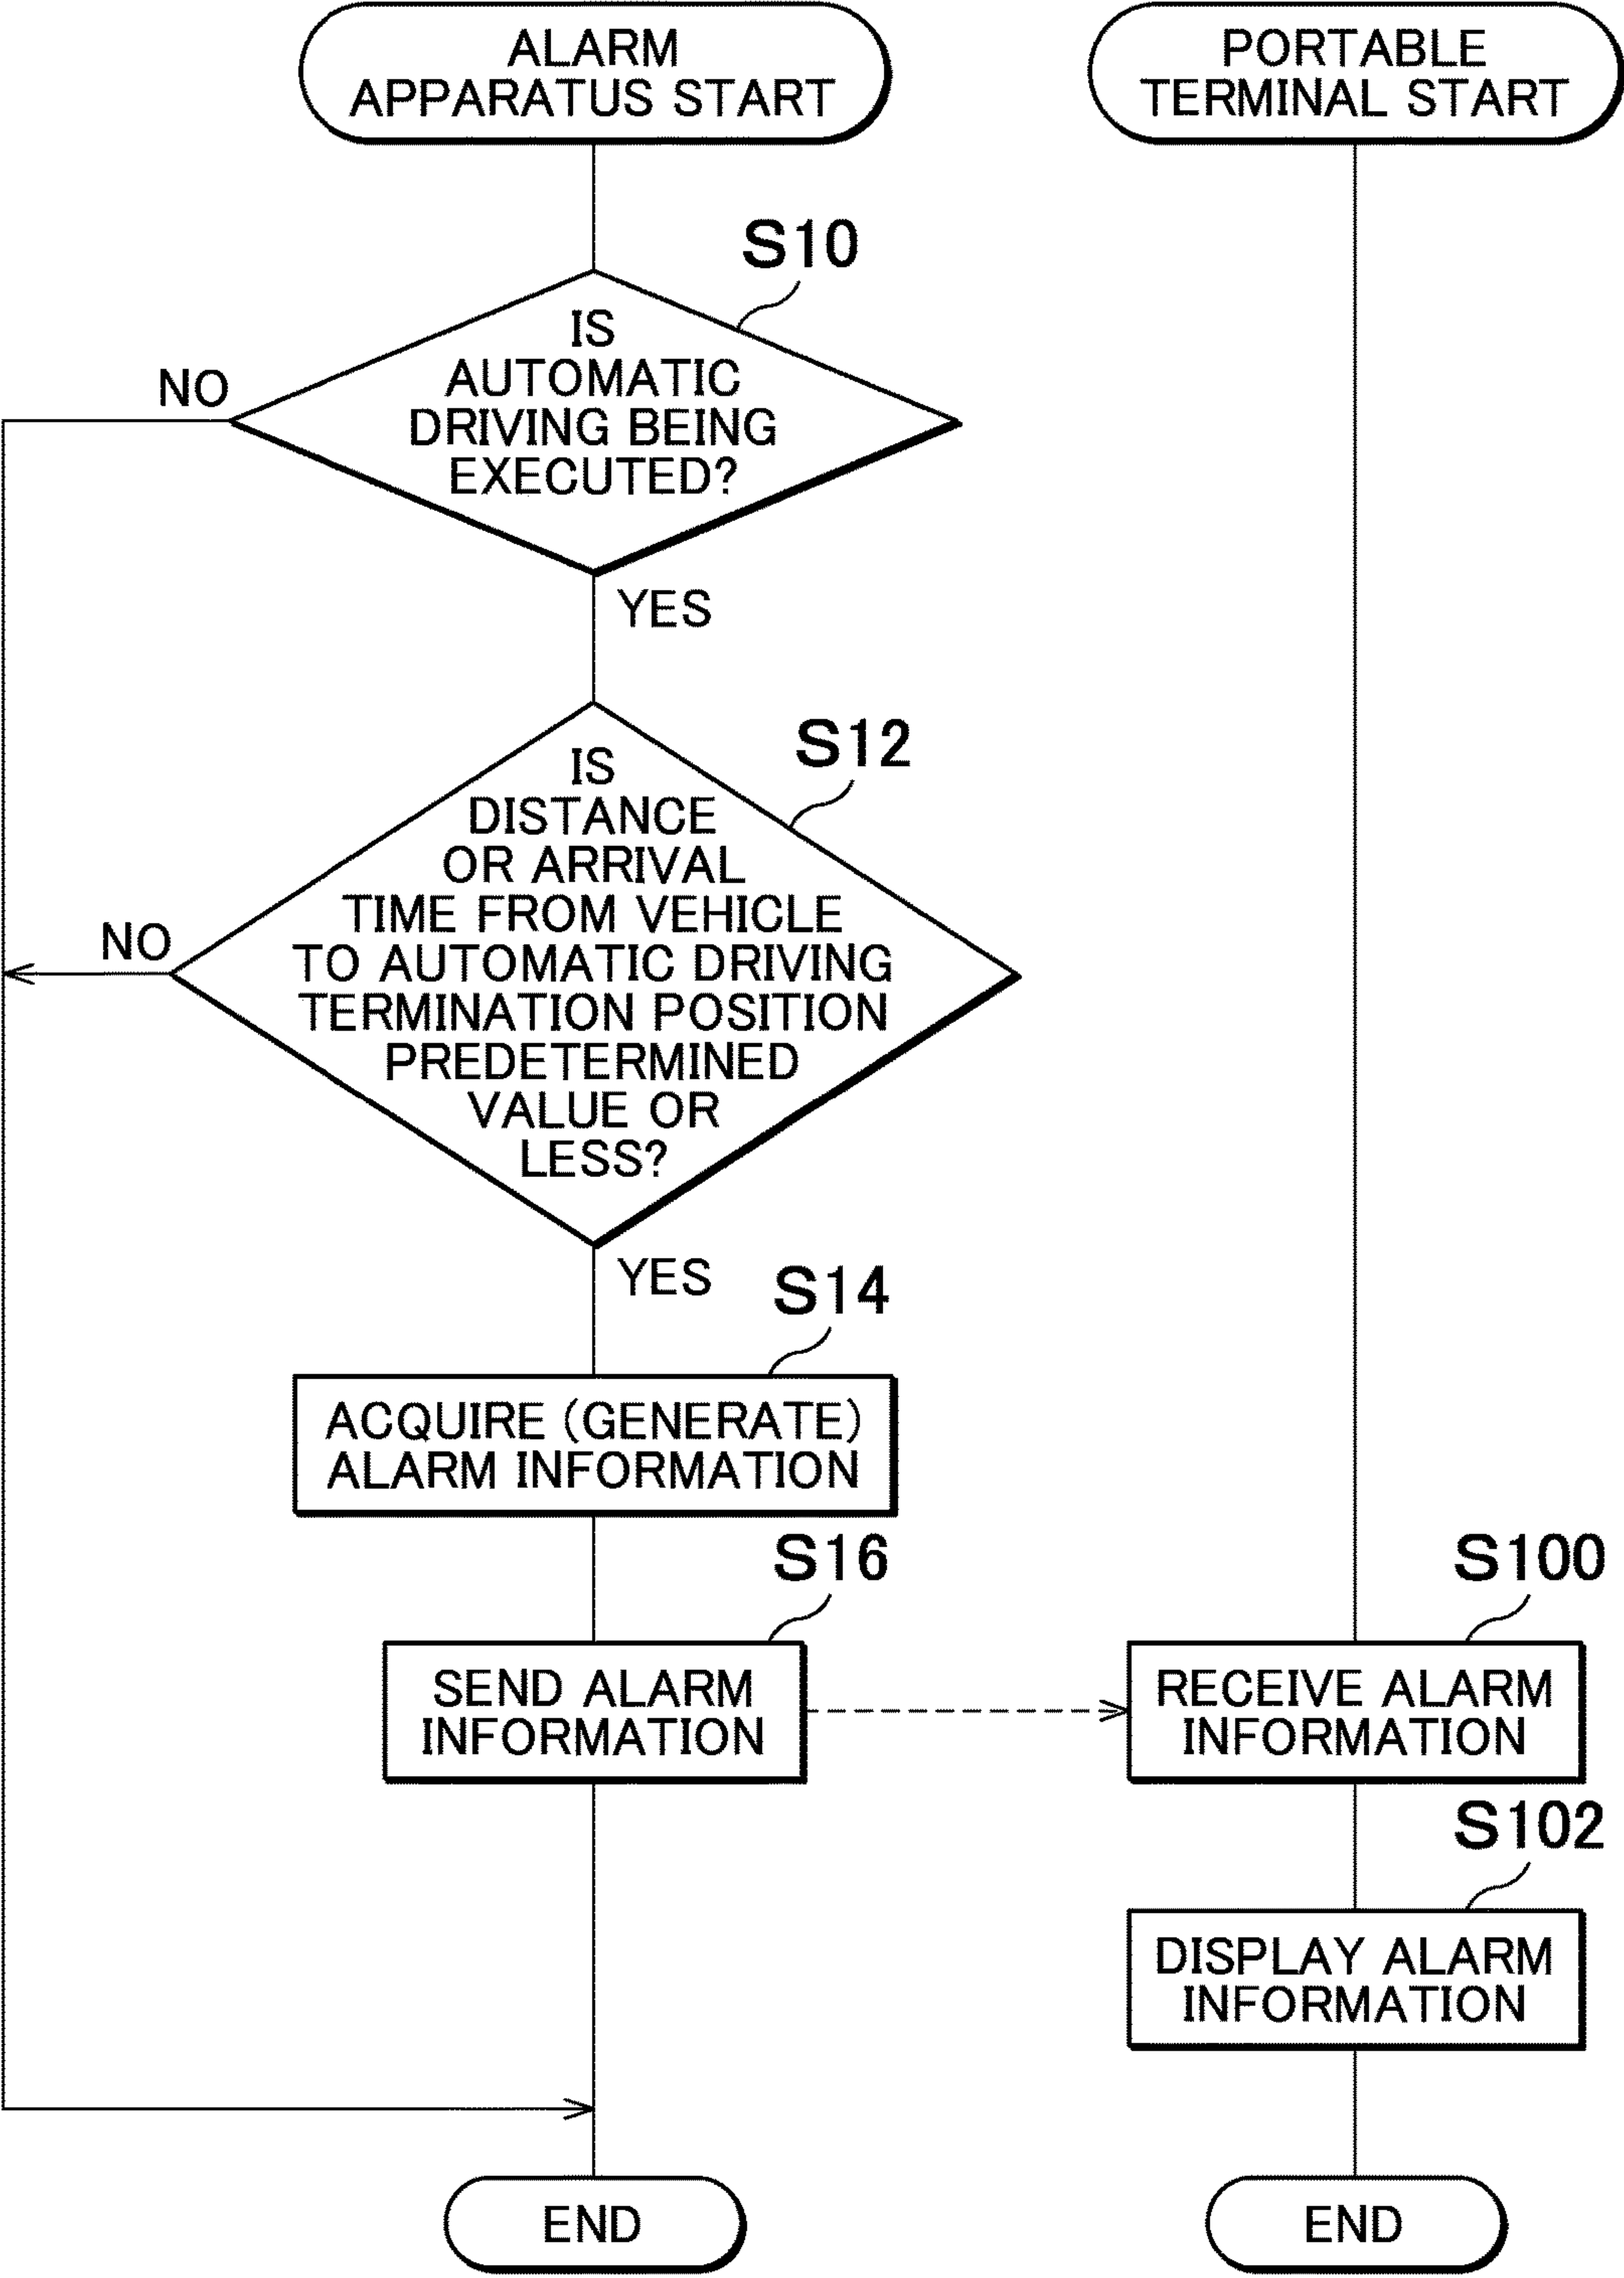 ALARM
APPARATUS START
PORTABLE
TERMINAL START
S10
IS
AUTOMATIC
DRIVING BEING
EXECUTED?
NO
YES
S12
IS
DISTANCE
OR ARRIVAL
TIME FROM VEHICLE
TO AUTOMATIC DRIVING
TERMINATION POSITION
PREDETERMINED
VALUE OR
LESS?
NO
YES
S14
ACQUIRE (GENERATE)
ALARM INFORMATION
S16
SEND ALARM
INFORMATION
S100
RECEIVE ALARM
INFORMATION
S102
DISPLAY ALARM
INFORMATION
END
END